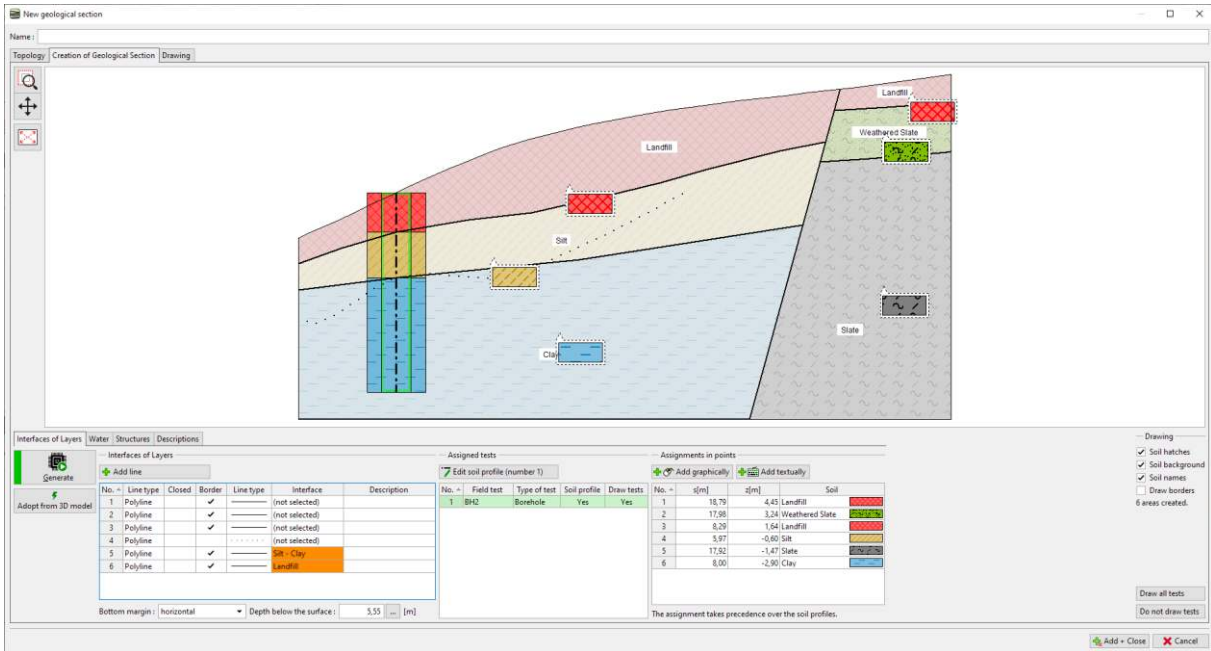 New geological section
Name :
Topology Creation of Geological Section Drawing
Landfill
Weathered Slate
Landfill
Silt
Slate
Clay
Interfaces of Layers Water Structures Descriptions
Generate
Adopt from 3D model
Interfaces of Layers
Add line
No. Line type Closed Border Line type Interface Description
1 Polyline (not selected)
2 Polyline (not selected)
3 Polyline (not selected)
4 Polyline (not selected)
5 Polyline Silt - Clay
6 Polyline Landfill
Bottom margin : horizontal Depth below the surface : 5,55 ... [m]
Assigned tests
Edit soil profile (number 1)
No. Field test Type of test Soil profile Draw tests
1 BH2 Borehole Yes Yes
Assignments in points
Add graphically Add textually
No. s[m] z[m] Soil
1 18,79 4,45 Landfill
2 17,98 3,24 Weathered Slate
3 8,29 1,64 Landfill
4 5,97 -0,60 Silt
5 17,92 -1,47 Slate
6 8,00 -2,90 Clay
The assignment takes precedence over the soil profiles.
Drawing
Soil hatches
Soil background
Soil names
Draw borders
6 areas created.
Draw all tests
Do not draw tests
Add + Close Cancel